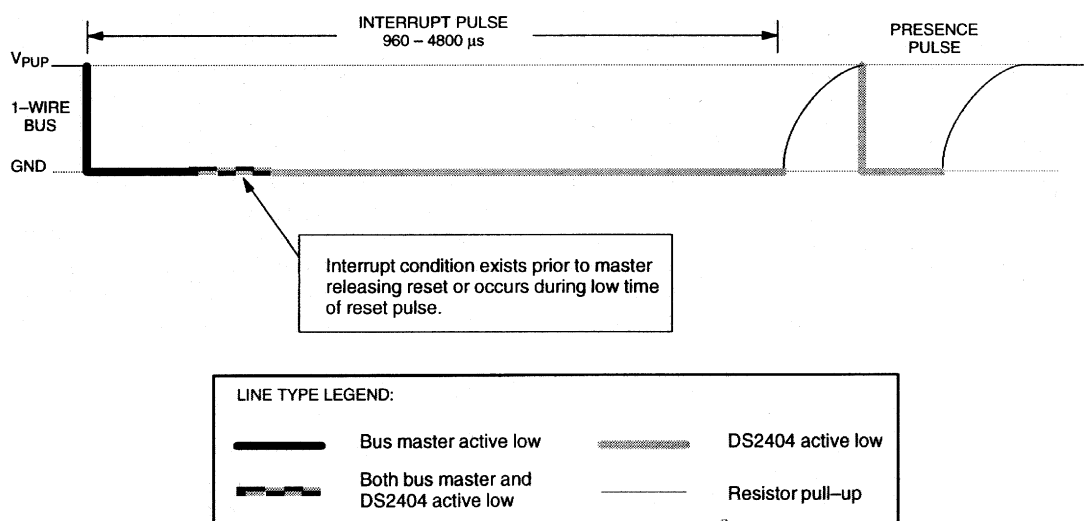 INTERRUPT PULSE
960 – 4800 µs
PRESENCE
PULSE
VPUP
1–WIRE
BUS
GND
Interrupt condition exists prior to master
releasing reset or occurs during low time
of reset pulse.
LINE TYPE LEGEND:
Bus master active low
DS2404 active low
Both bus master and
DS2404 active low
Resistor pull–up